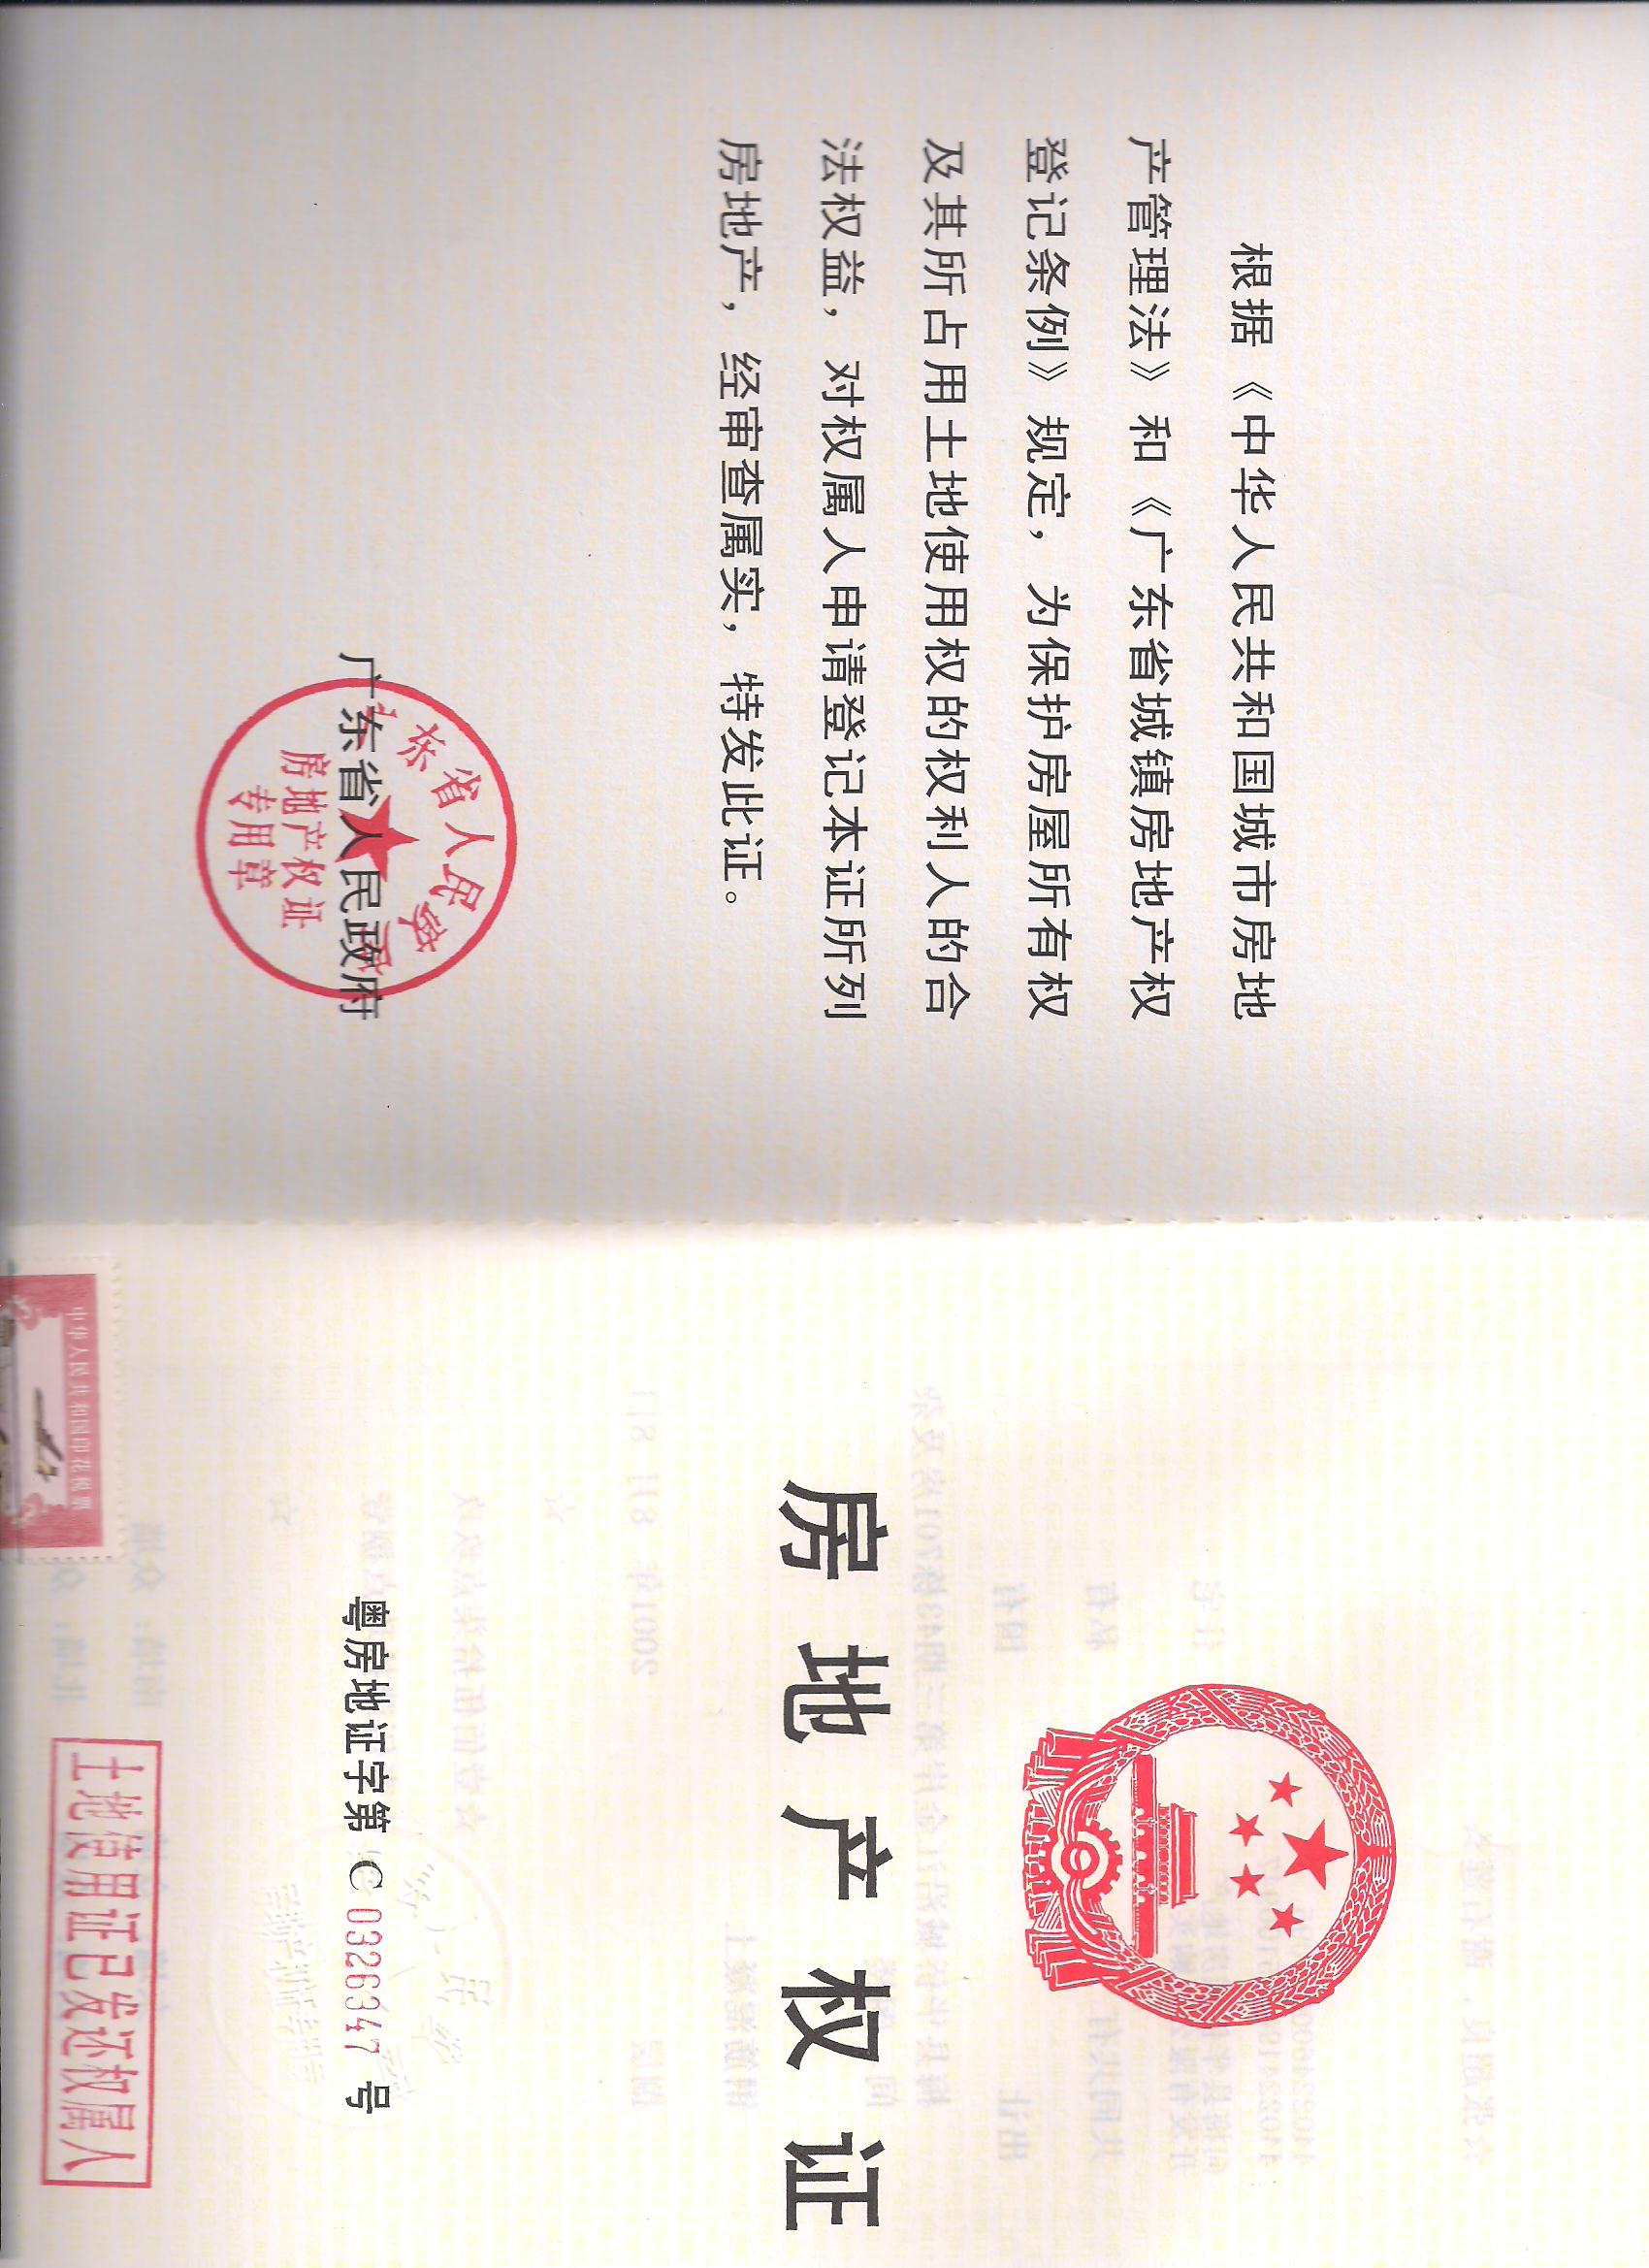 根据《中华人民共和国城市房地
产管理法》和《广东省城镇房地产权
登记条例》规定，为保护房屋所有权
及其所占用土地使用权的权利人的合
法权益，对权属人申请登记本证所列
房地产，经审查属实，特发此证。
广东省人民政府
广东省人民政府
房地产权证
专用章
房地产权证
粤房地证字第 C 0326347 号
中华人民共和国印花税票
土地使用证已发还权属人